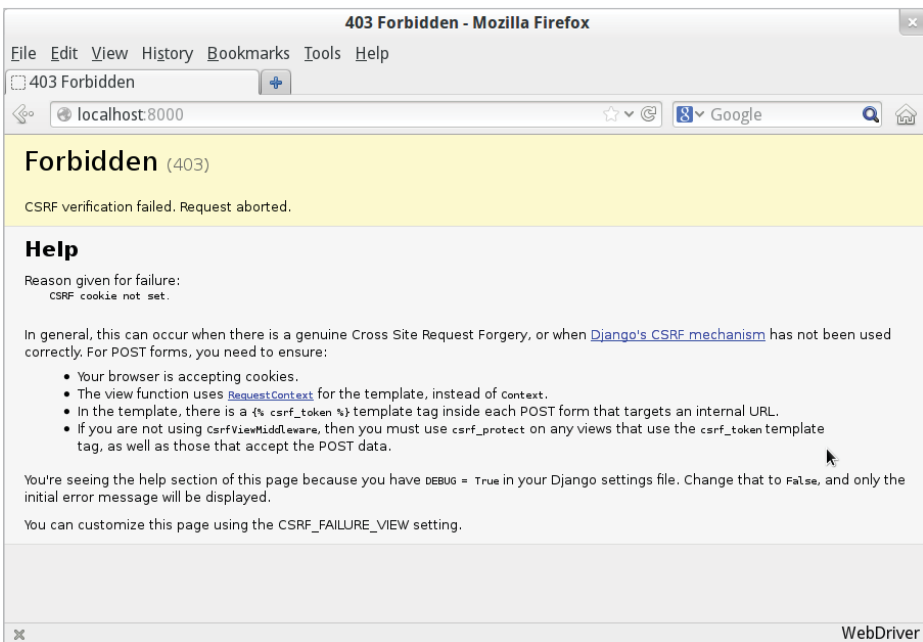 403 Forbidden - Mozilla Firefox
File Edit View History Bookmarks Tools Help
403 Forbidden
localhost:8000
Google
Forbidden (403)
CSRF verification failed. Request aborted.
Help
Reason given for failure:
CSRF cookie not set.
In general, this can occur when there is a genuine Cross Site Request Forgery, or when Django's CSRF mechanism has not been used
correctly. For POST forms, you need to ensure:
• Your browser is accepting cookies.
• The view function uses RequestContext for the template, instead of Context.
• In the template, there is a {% csrf_token %} template tag inside each POST form that targets an internal URL.
• If you are not using CsrfViewMiddleware, then you must use csrf_protect on any views that use the csrf_token template
tag, as well as those that accept the POST data.
You're seeing the help section of this page because you have DEBUG = True in your Django settings file. Change that to False, and only the
initial error message will be displayed.
You can customize this page using the CSRF_FAILURE_VIEW setting.
WebDriver